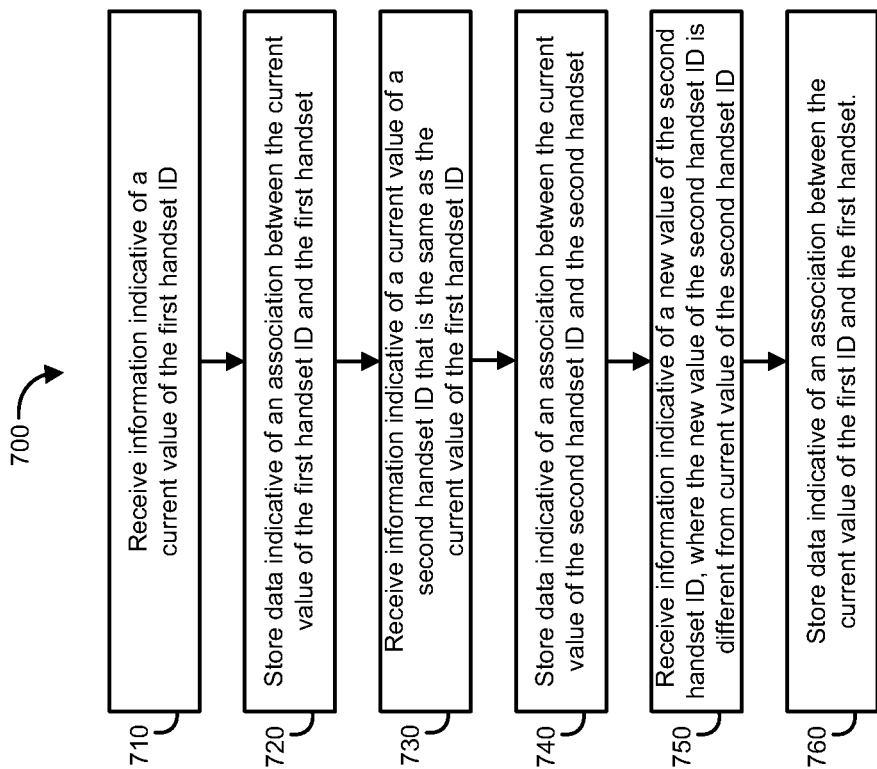 700
710
Receive information indicative of a
current value of the first handset ID
720
Store data indicative of an association between the current
value of the first handset ID and the first handset
730
Receive information indicative of a current value of a
second handset ID that is the same as the
current value of the first handset ID
740
Store data indicative of an association between the current
value of the second handset ID and the second handset
750
Receive information indicative of a new value of the second
handset ID, where the new value of the second handset ID is
different from current value of the second handset ID
760
Store data indicative of an association between the
current value of the first ID and the first handset.